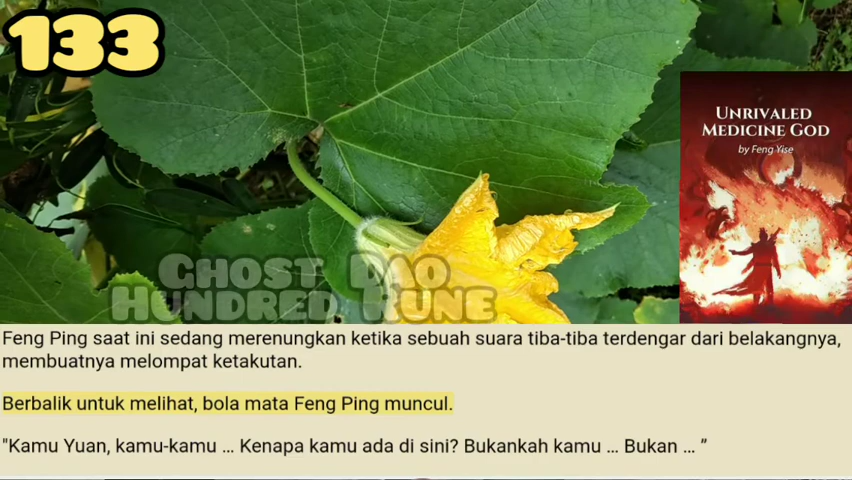 133
UNRIVALED
MEDICINE GOD
by Feng Yise
GHOST DAO
HUNDRED RUNE
Feng Ping saat ini sedang merenungkan ketika sebuah suara tiba-tiba terdengar dari belakangnya,
membuatnya melompat ketakutan.
Berbalik untuk melihat, bola mata Feng Ping muncul.
"Kamu Yuan, kamu-kamu ... Kenapa kamu ada di sini? Bukankah kamu ... Bukan ... ”